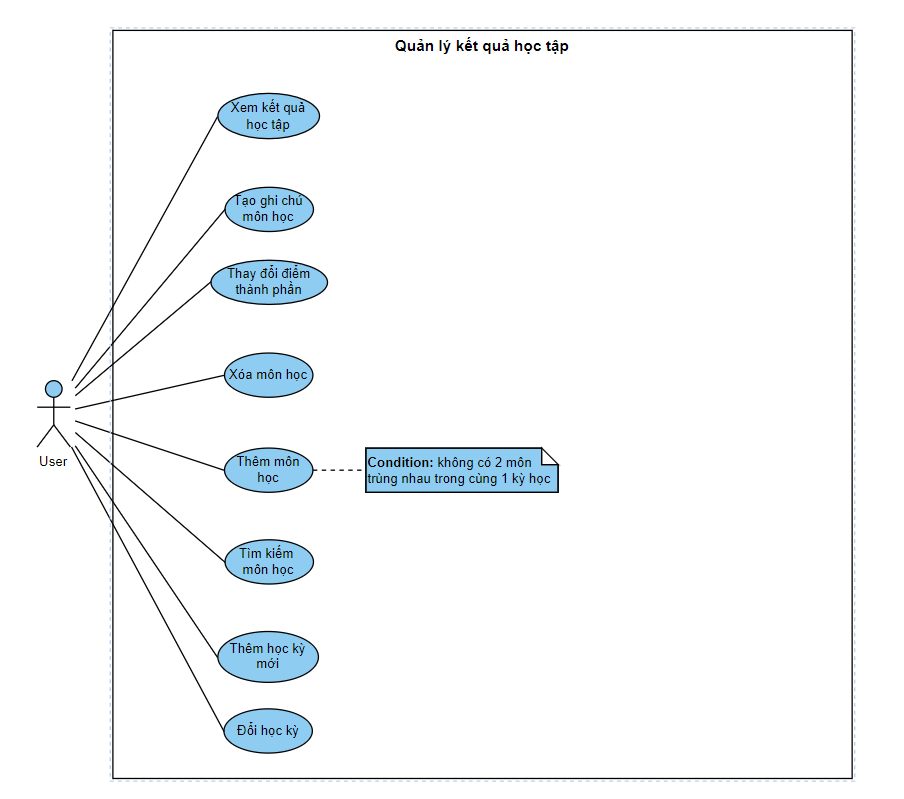 Quản lý kết quả học tập
Xem kết quả
học tập
Tạo ghi chú
môn học
Thay đổi điểm
thành phần
Xóa môn học
User
Thêm môn
học
Condition: không có 2 môn
trùng nhau trong cùng 1 kỳ học
Tìm kiếm
môn học
Thêm học kỳ
mới
Đổi học kỳ